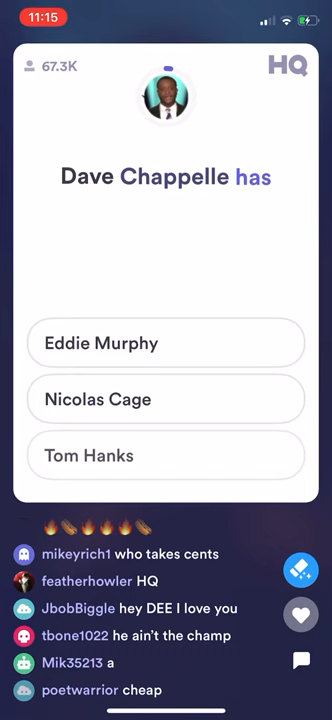 11:15
67.3K
HQ
Dave Chappelle has
Eddie Murphy
Nicolas Cage
Tom Hanks
mikeyrich1 who takes cents
featherhowler HQ
JbobBiggle hey DEE I love you
tbone1022 he ain't the champ
Mik35213 a
poetwarrior cheap